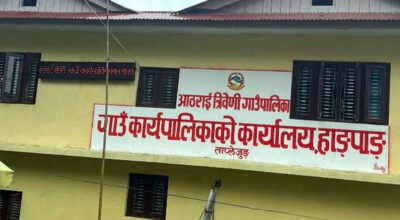 आठराई त्रिवेणी गाउँपालिका
गाउँ कार्यपालिकाको कार्यालय, हाङपाङ
ताप्लेजुङ